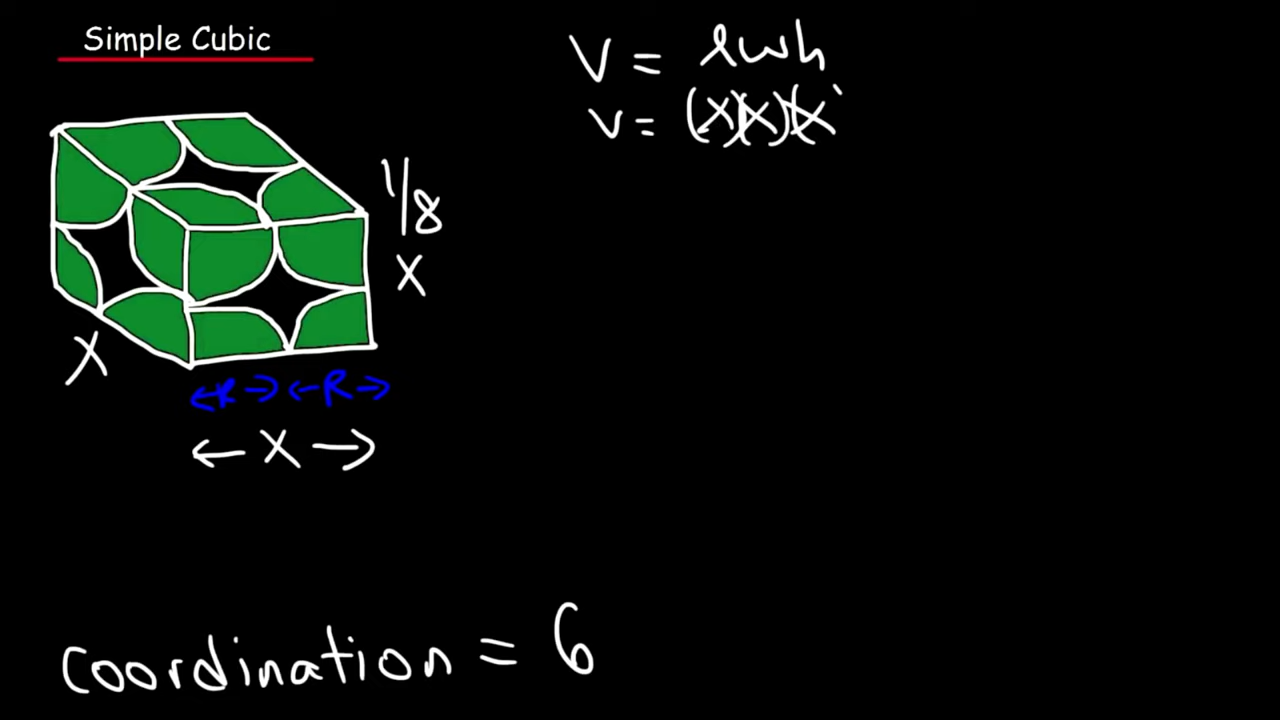 Simple Cubic
V = lwh
V = (x)(x)(x
1/8
X
X
R R
X
coordination = 6